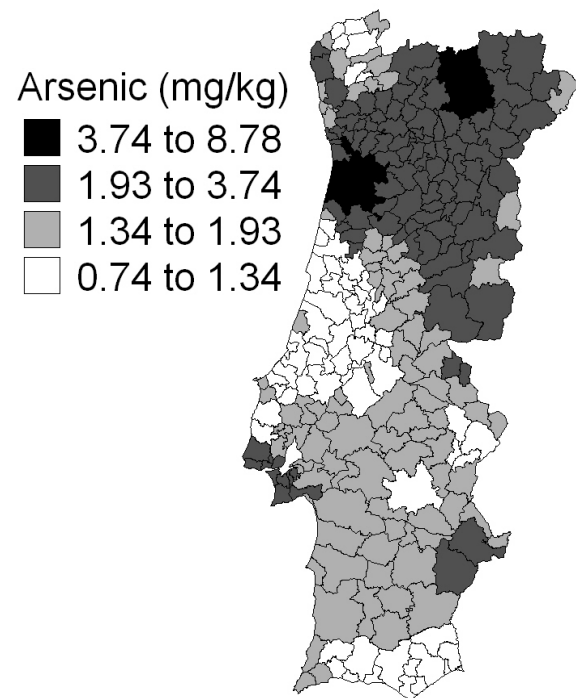 Arsenic (mg/kg)
3.74 to 8.78
1.93 to 3.74
1.34 to 1.93
0.74 to 1.34